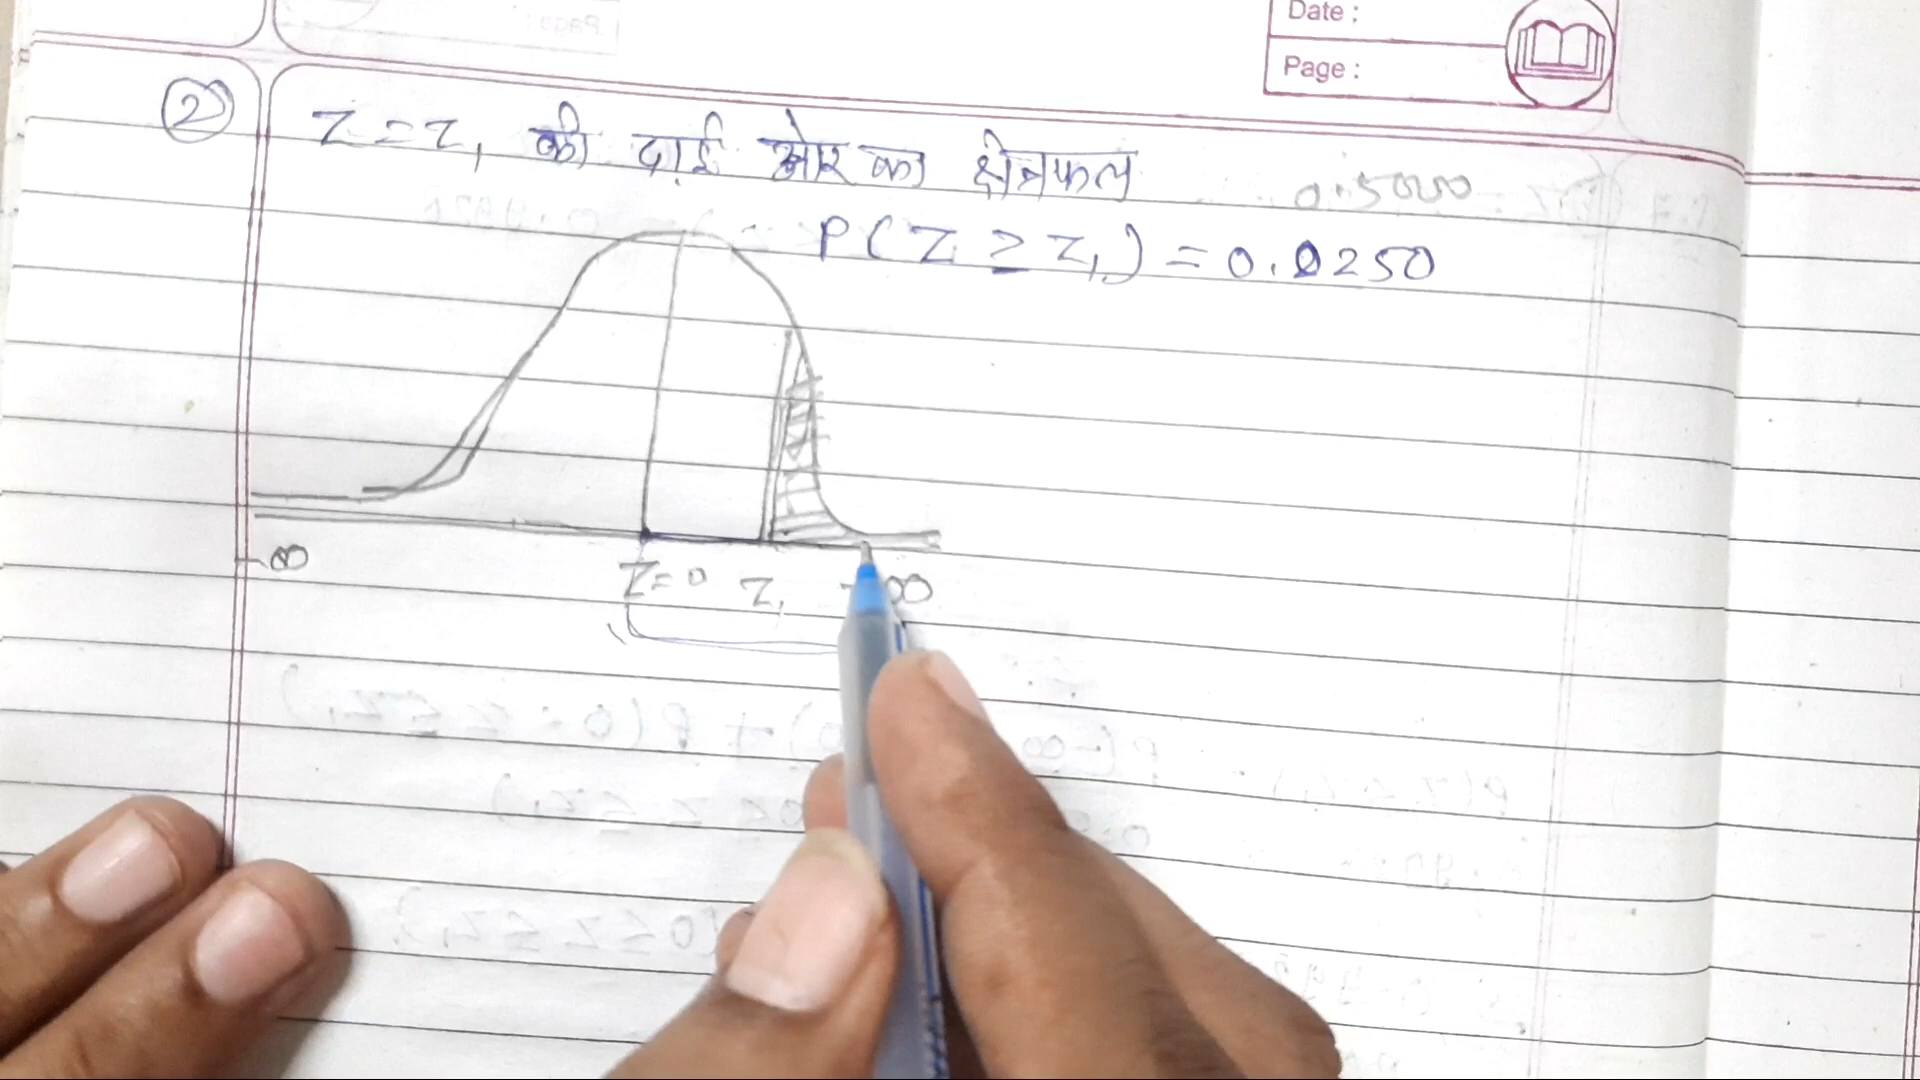 Date :
Page :
② Z = Z₁ की दाई ओर का क्षेत्रफल
0.5000
P ( Z ≥ Z₁ ) = 0.0250
-∞ Z=0 Z₁ ∞